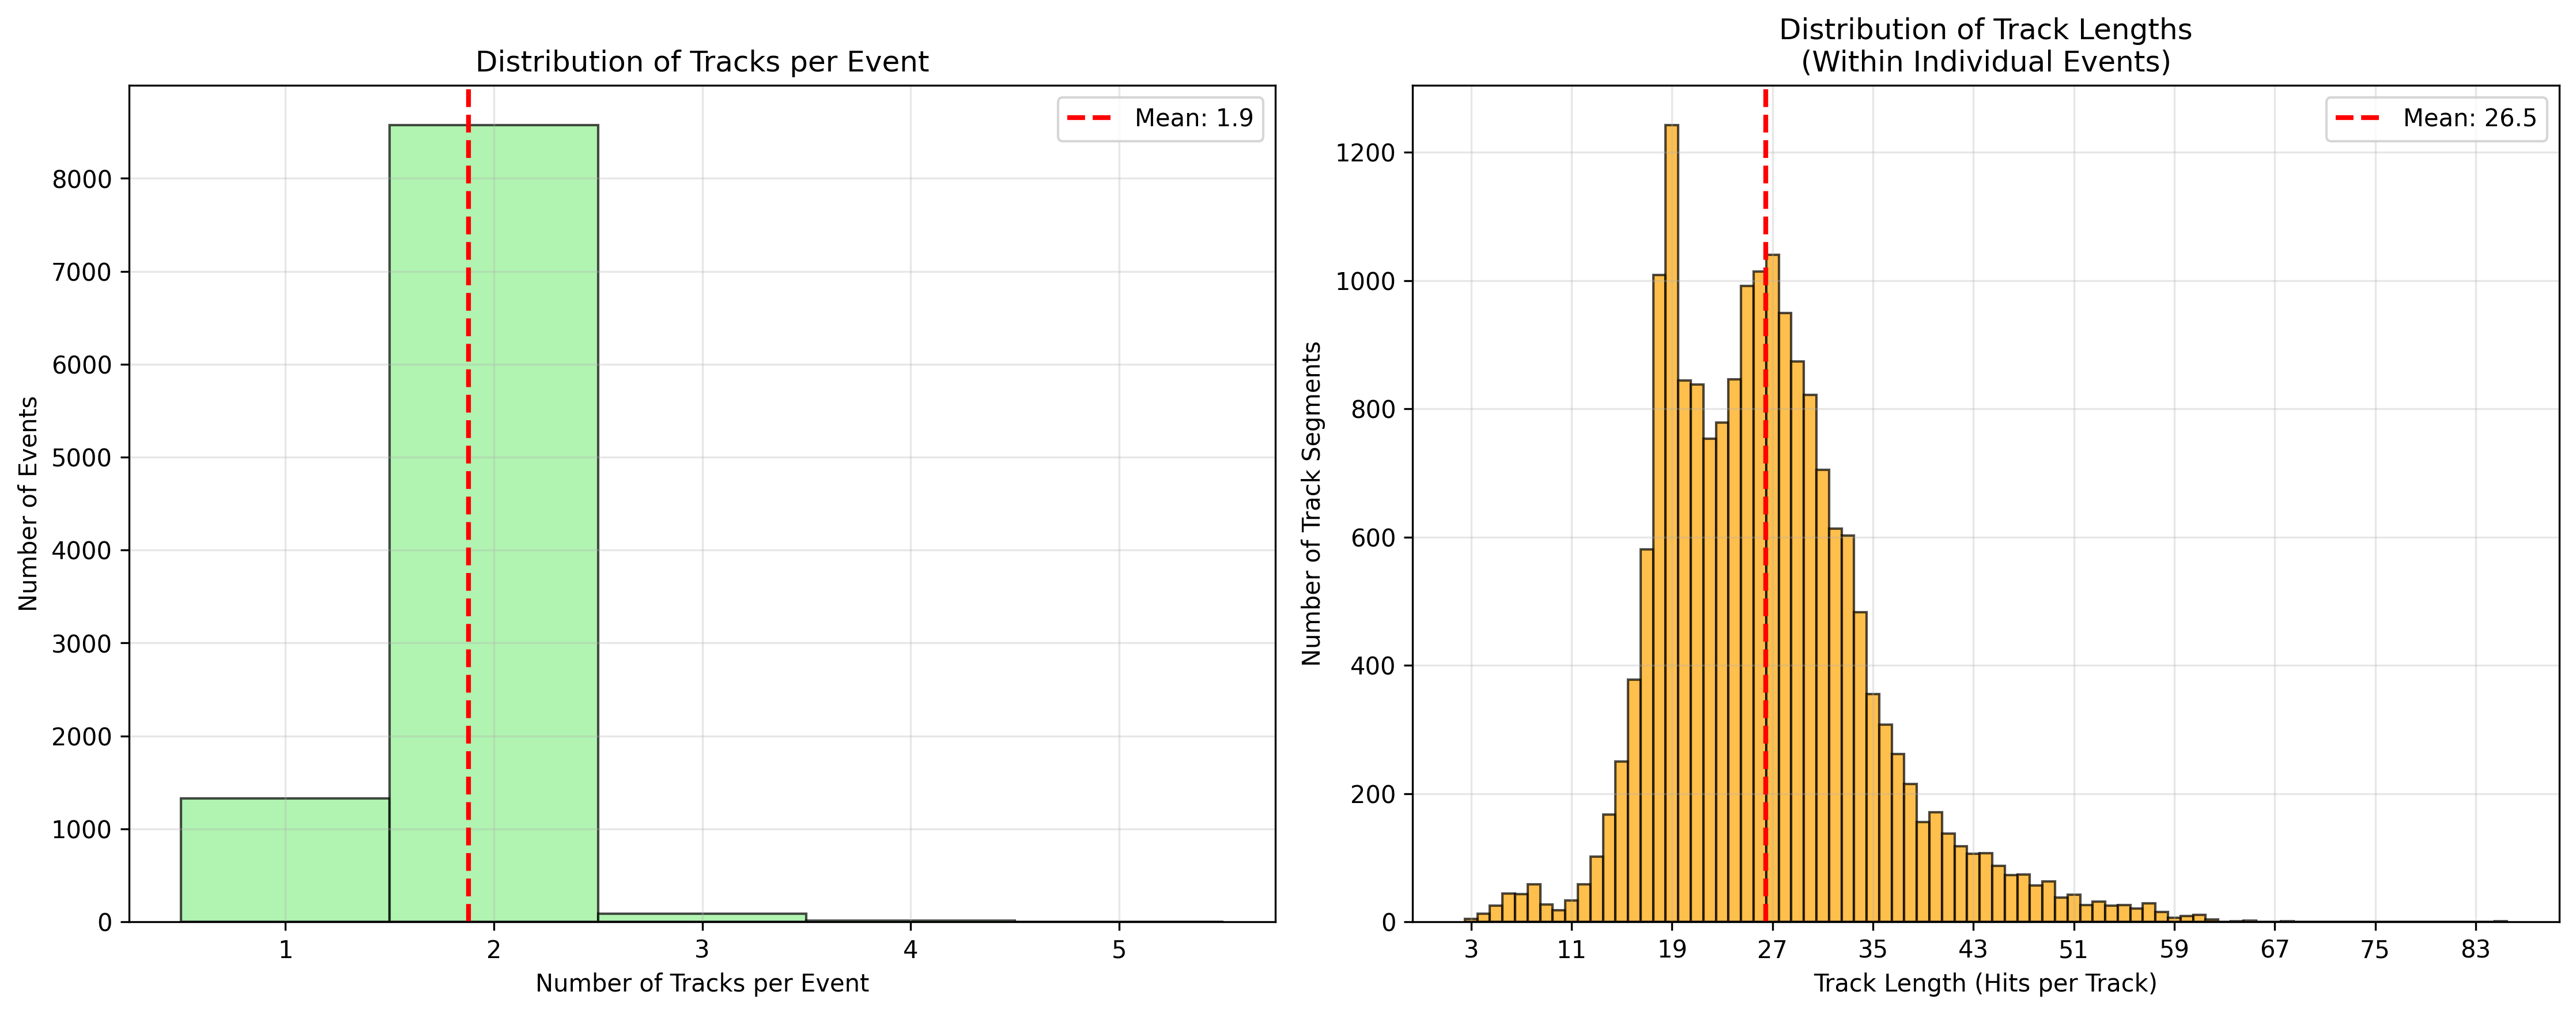 Distribution of Tracks per Event
Mean: 1.9
8000
7000
6000
5000
4000
3000
2000
1000
0
Number of Events
1 2 3 4 5
Number of Tracks per Event
Distribution of Track Lengths
(Within Individual Events)
Mean: 26.5
1200
1000
800
600
400
200
0
Number of Track Segments
3 11 19 27 35 43 51 59 67 75 83
Track Length (Hits per Track)